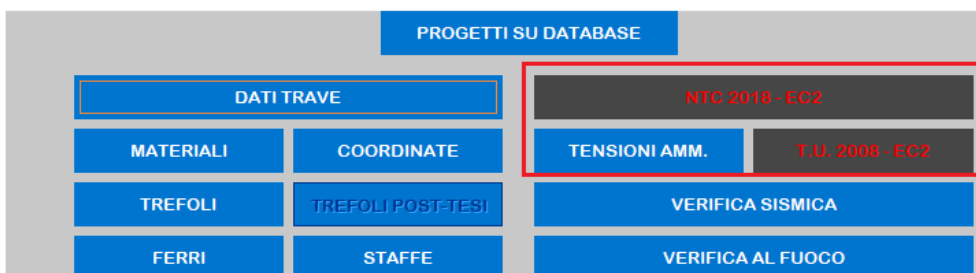 PROGETTI SU DATABASE
DATI TRAVE
NTC 2018 - EC2
MATERIALI
COORDINATE
TENSIONI AMM.
T.U. 2008 - EC2
TREFOLI
TREFOLI POST-TESI
VERIFICA SISMICA
FERRI
STAFFE
VERIFICA AL FUOCO